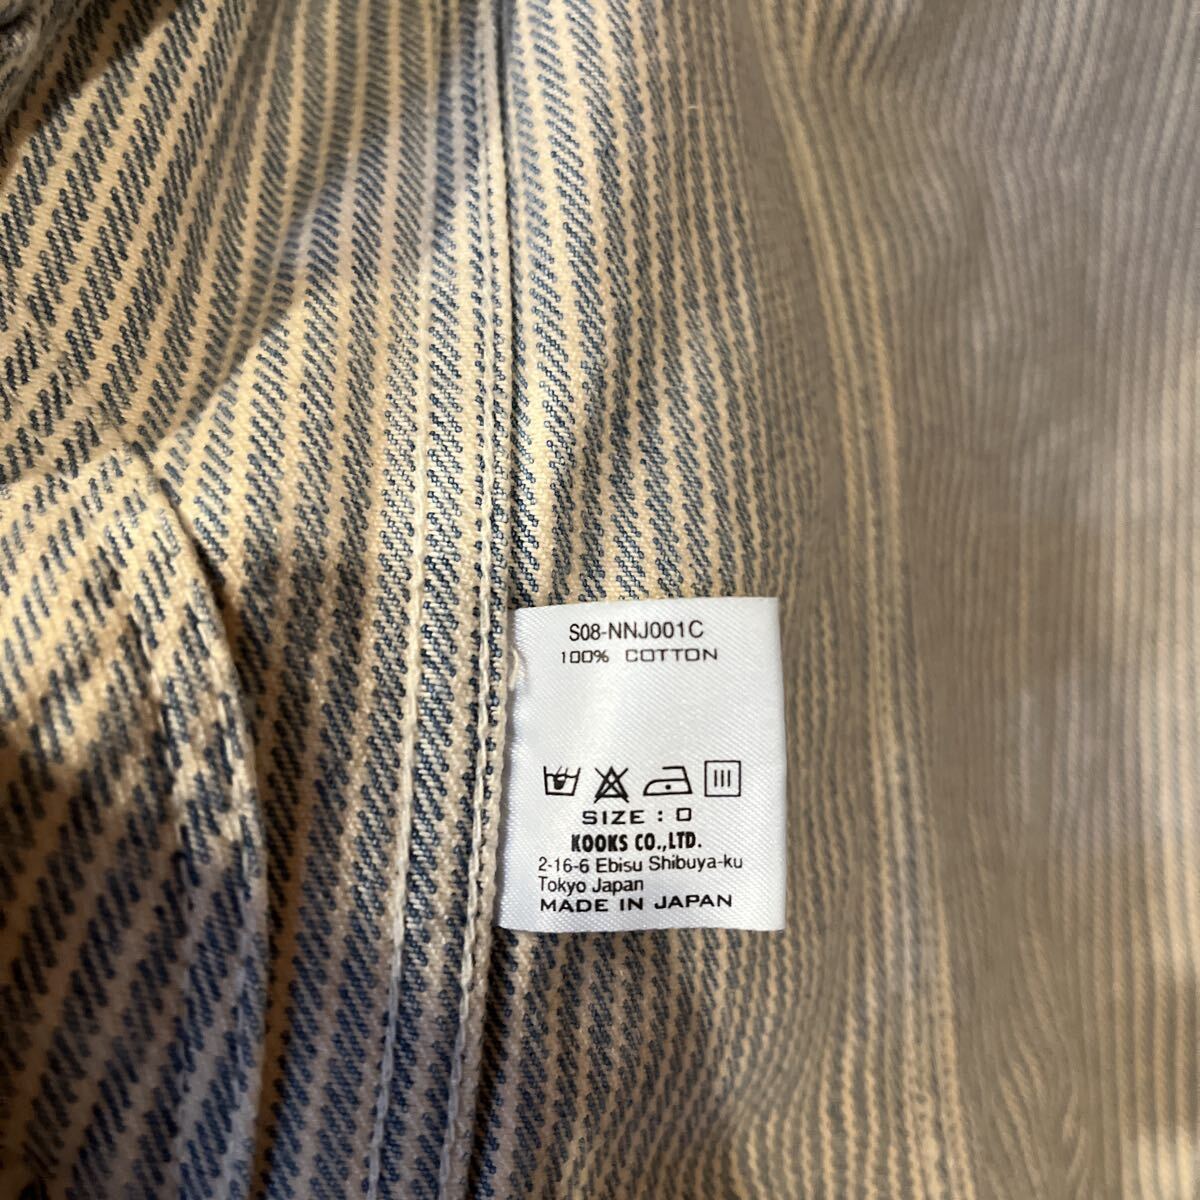 S08-NNJ001C
100% COTTON
SIZE : 0
KOOKS CO.,LTD.
2-16-6 Ebisu Shibuya-ku
Tokyo Japan
MADE IN JAPAN